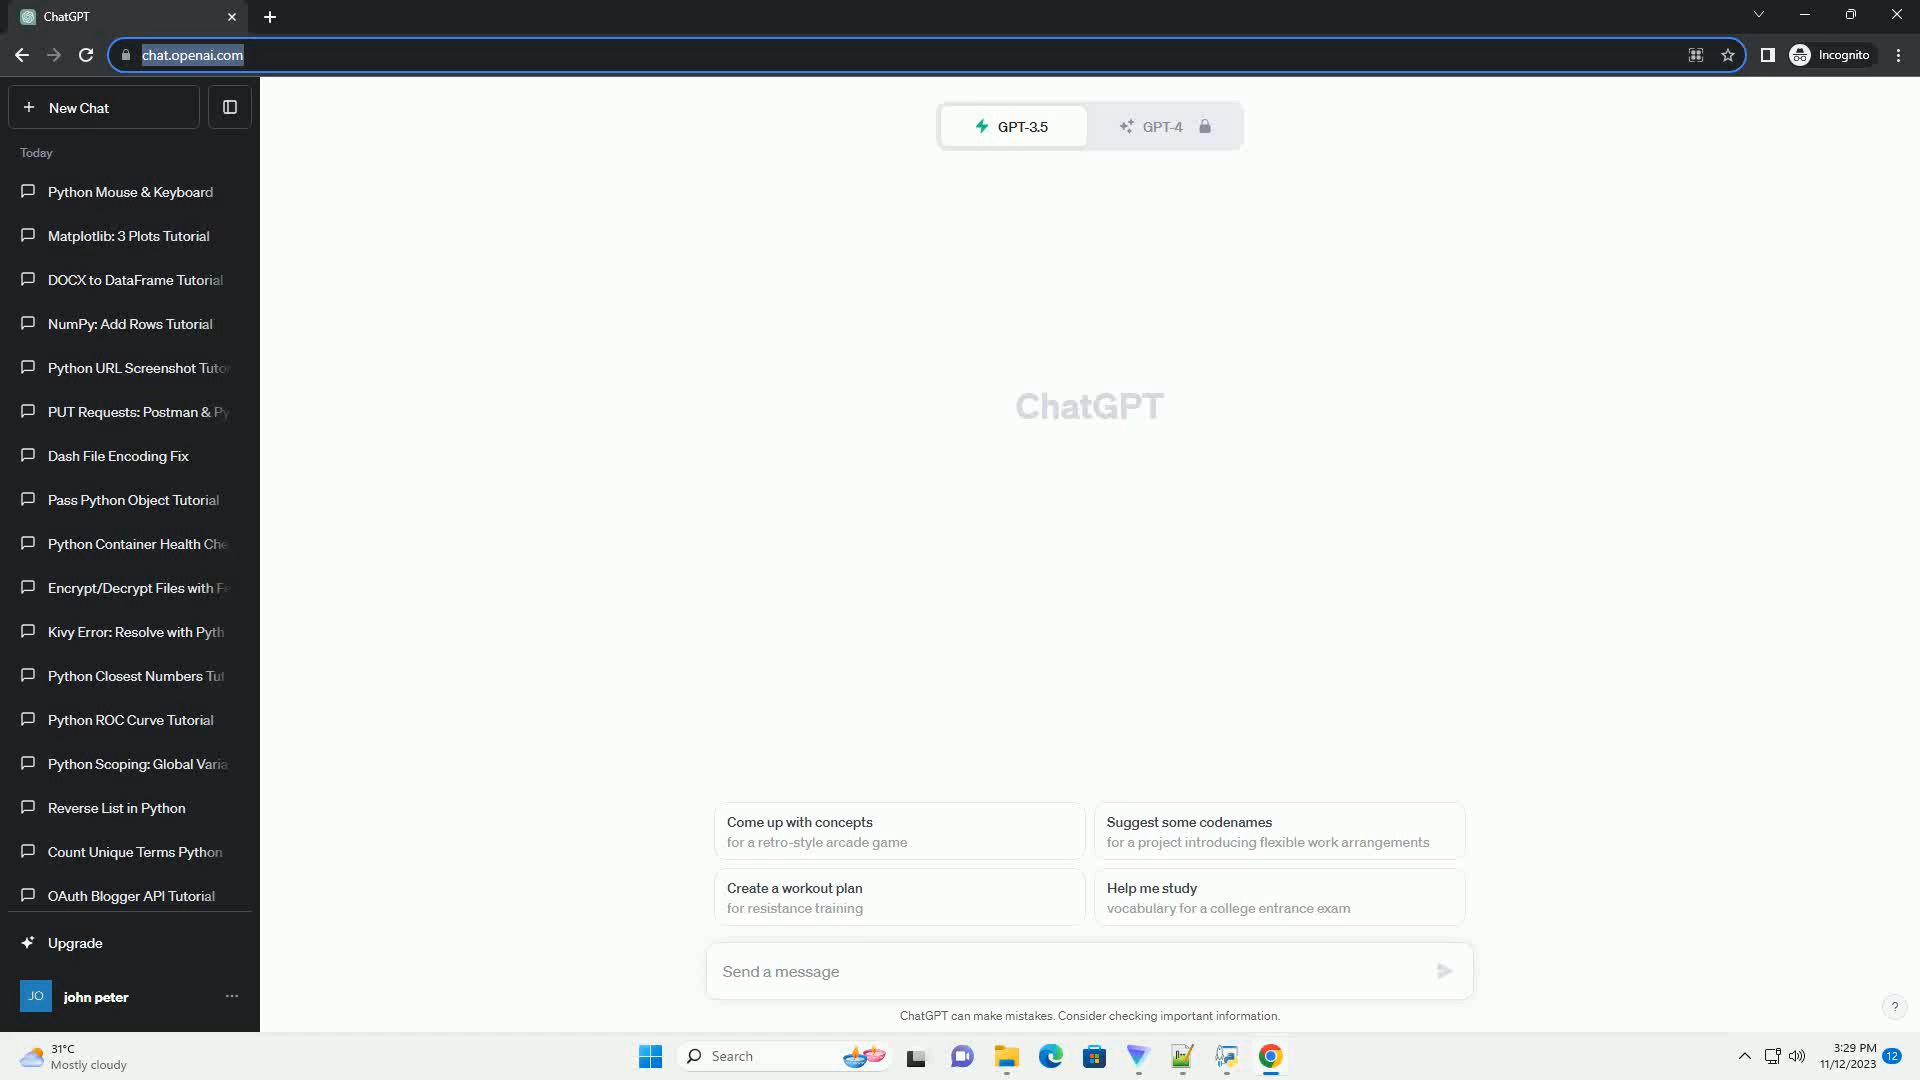 ChatGPT
chat.openai.com
Incognito
New Chat
Today
Python Mouse & Keyboard
Matplotlib: 3 Plots Tutorial
DOCX to DataFrame Tutorial
NumPy: Add Rows Tutorial
Python URL Screenshot Tutor
PUT Requests: Postman & Py
Dash File Encoding Fix
Pass Python Object Tutorial
Python Container Health Che
Encrypt/Decrypt Files with Fe
Kivy Error: Resolve with Pyth
Python Closest Numbers Tut
Python ROC Curve Tutorial
Python Scoping: Global Varia
Reverse List in Python
Count Unique Terms Python
OAuth Blogger API Tutorial
Upgrade
JO
john peter
GPT-3.5
GPT-4
ChatGPT
Come up with concepts
for a retro-style arcade game
Suggest some codenames
for a project introducing flexible work arrangements
Create a workout plan
for resistance training
Help me study
vocabulary for a college entrance exam
Send a message
ChatGPT can make mistakes. Consider checking important information.
?
31°C
Mostly cloudy
Search
3:29 PM
11/12/2023
12